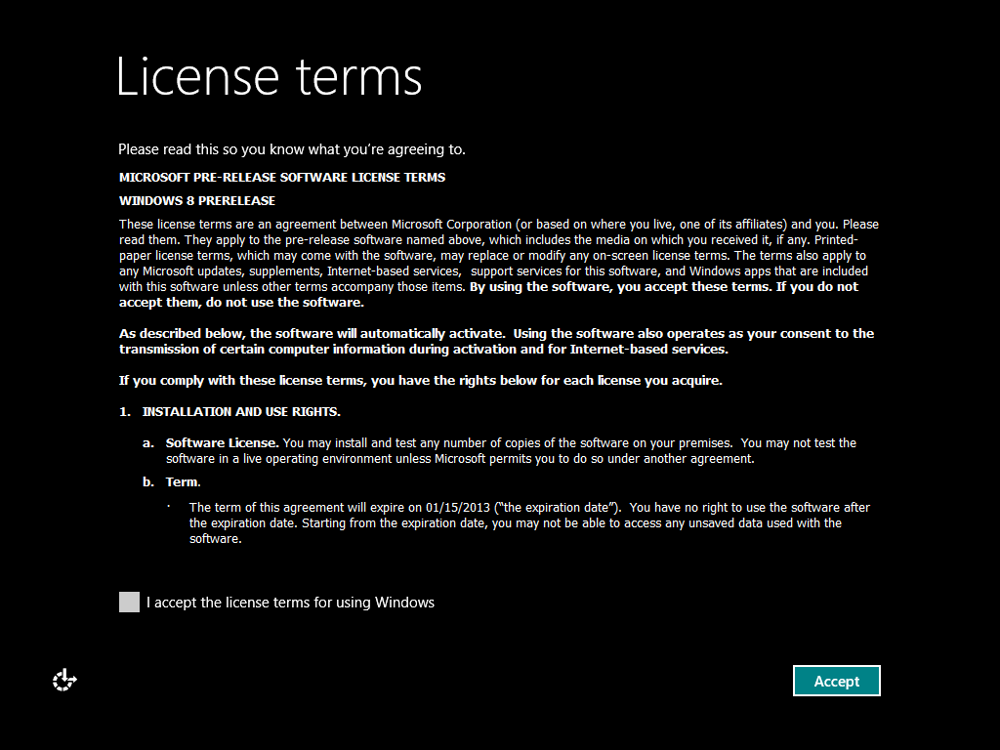 License terms
Please read this so you know what you're agreeing to.
MICROSOFT PRE-RELEASE SOFTWARE LICENSE TERMS
WINDOWS 8 PRERELEASE
These license terms are an agreement between Microsoft Corporation (or based on where you live, one of its affiliates) and you. Please
read them. They apply to the pre-release software named above, which includes the media on which you received it, if any. Printed-
paper license terms, which may come with the software, may replace or modify any on-screen license terms. The terms also apply to
any Microsoft updates, supplements, Internet-based services,  support services for this software, and Windows apps that are included
with this software unless other terms accompany those items. By using the software, you accept these terms. If you do not
accept them, do not use the software.
As described below, the software will automatically activate.  Using the software also operates as your consent to the
transmission of certain computer information during activation and for Internet-based services.
If you comply with these license terms, you have the rights below for each license you acquire.
1. INSTALLATION AND USE RIGHTS.
a. Software License. You may install and test any number of copies of the software on your premises.  You may not test the
software in a live operating environment unless Microsoft permits you to do so under another agreement.
b. Term.
· The term of this agreement will expire on 01/15/2013 (“the expiration date”).  You have no right to use the software after
the expiration date. Starting from the expiration date, you may not be able to access any unsaved data used with the
software.
I accept the license terms for using Windows
Accept